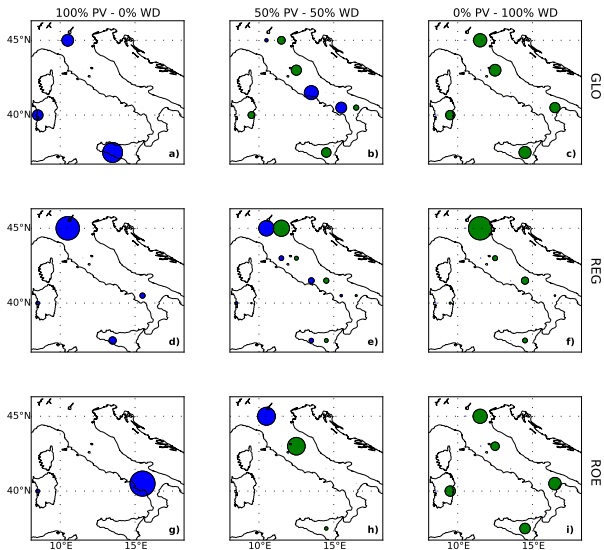 100% PV - 0% WD
50% PV - 50% WD
0% PV - 100% WD
45°N
40°N
a)
b)
c)
GLO
45°N
40°N
d)
e)
f)
REG
45°N
40°N
g)
h)
i)
ROE
10°E
15°E
10°E
15°E
10°E
15°E